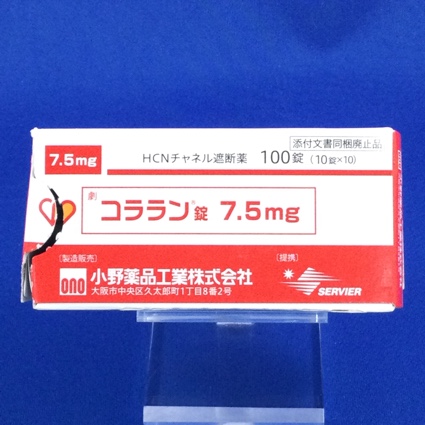 7.5mg
HCNチャネル遮断薬 100錠(10錠×10)
添付文書同梱廃止品
劇
コララン®錠 7.5mg
[製造販売]
ono 小野薬品工業株式会社
大阪市中央区久太郎町1丁目8番2号
[提携]
SERVIER